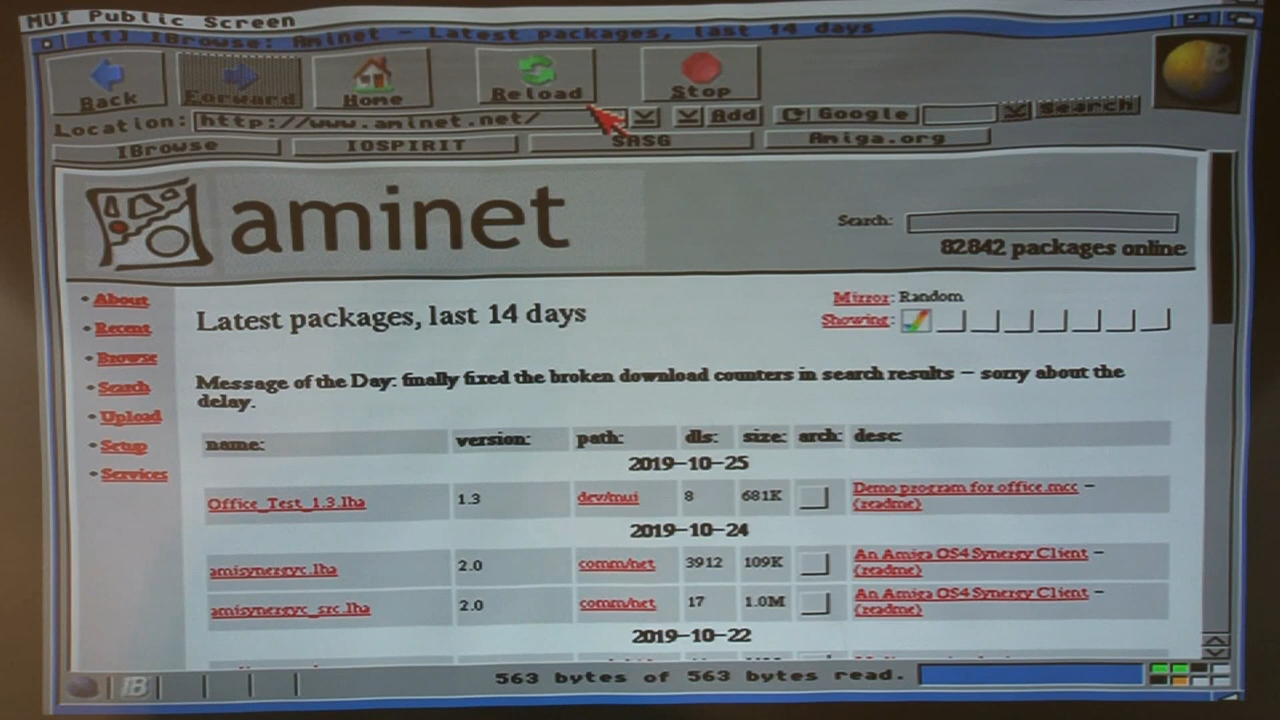 MUI Public Screen
[1] IBrowse: Aminet - Latest packages, last 14 days
Back Forward Home Reload Stop
Location: http://www.aminet.net/ Add Google Search
IBrowse IOSPIRIT SASG Amiga.org
aminet
Search:
82842 packages online
About
Recent
Browse
Search
Upload
Setup
Services
Latest packages, last 14 days
Mirror: Random
Showing:
Message of the Day: finally fixed the broken download counters in search results – sorry about the
delay.
name: version: path: dls: size: arch: desc:
2019-10-25
Office_Test_1.3.lha 1.3 dev/mui 8 681K Demo program for office.mcc –
(readme)
2019-10-24
amisynergyc.lha 2.0 comm/net 3912 109K An Amiga OS4 Synergy Client –
(readme)
amisynergyc_src.lha 2.0 comm/net 17 1.0M An Amiga OS4 Synergy Client –
(readme)
2019-10-22
IB 563 bytes of 563 bytes read.